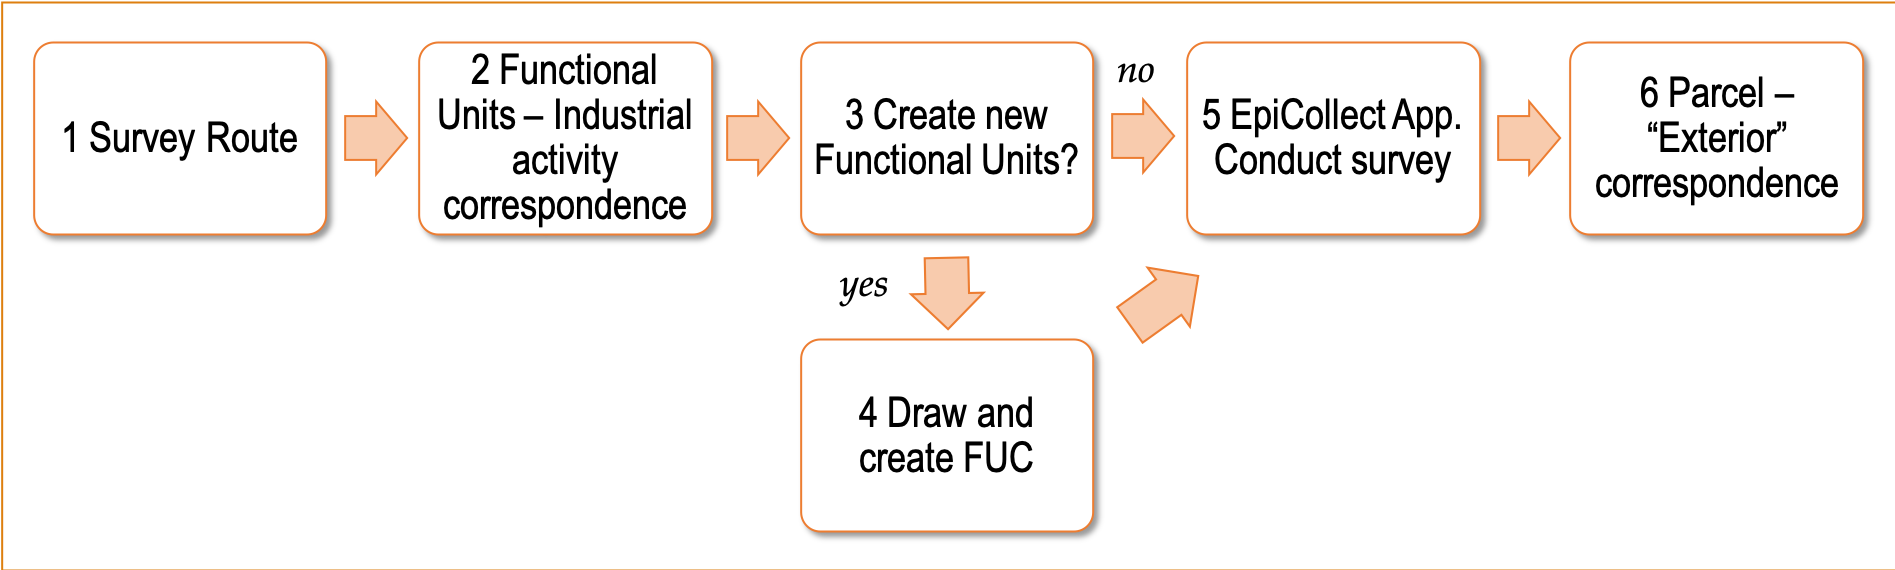 1 Survey Route
2 Functional
Units – Industrial
activity
correspondence
3 Create new
Functional Units?
no
5 EpiCollect App.
Conduct survey
6 Parcel –
“Exterior”
correspondence
yes
4 Draw and
create FUC